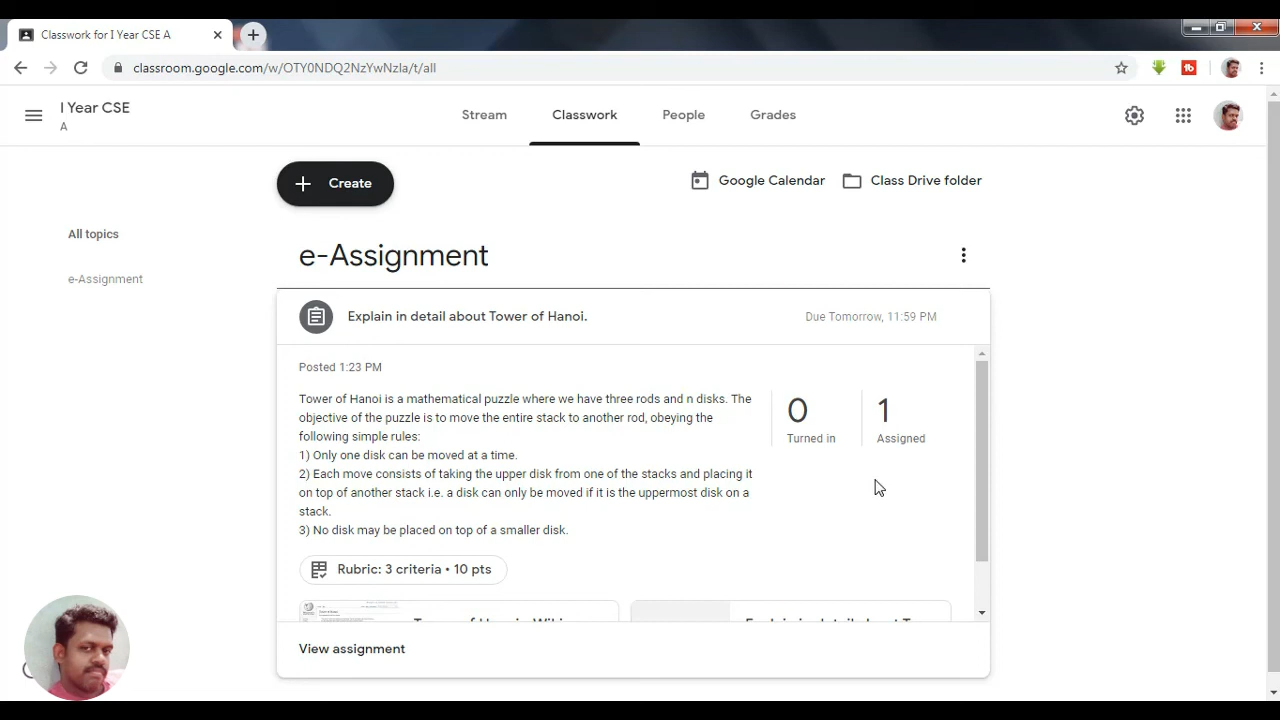 Classwork for I Year CSE A
classroom.google.com/w/OTY0NDQ2NzYwNzIa/t/all
I Year CSE
A
Stream
Classwork
People
Grades
Create
Google Calendar
Class Drive folder
All topics
e-Assignment
e-Assignment
Explain in detail about Tower of Hanoi.
Due Tomorrow, 11:59 PM
Posted 1:23 PM
Tower of Hanoi is a mathematical puzzle where we have three rods and n disks. The
objective of the puzzle is to move the entire stack to another rod, obeying the
following simple rules:
1) Only one disk can be moved at a time.
2) Each move consists of taking the upper disk from one of the stacks and placing it
on top of another stack i.e. a disk can only be moved if it is the uppermost disk on a
stack.
3) No disk may be placed on top of a smaller disk.
0
Turned in
1
Assigned
Rubric: 3 criteria • 10 pts
View assignment